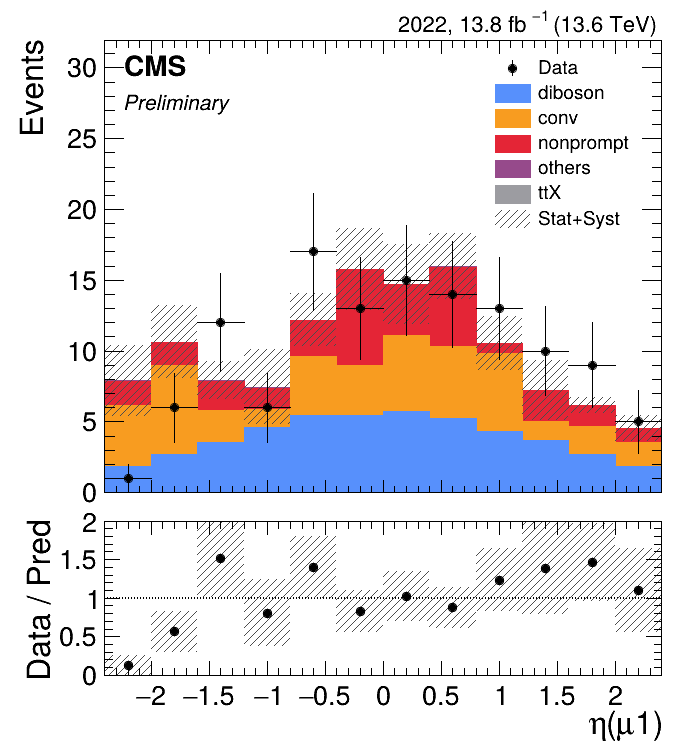 2022, 13.8 fb⁻¹ (13.6 TeV)
CMS
Preliminary
Events
30
25
20
15
10
5
0
Data
diboson
conv
nonprompt
others
ttX
Stat+Syst
Data / Pred
2
1.5
1
0.5
0
−2 −1.5 −1 −0.5 0 0.5 1 1.5 2
η(μ1)